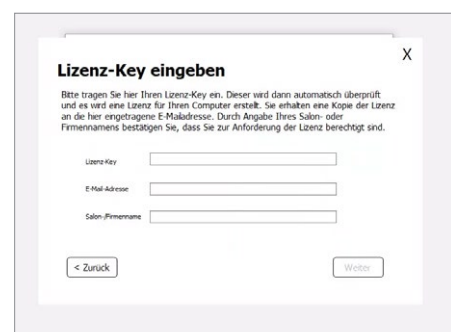 X
Lizenz-Key eingeben
Bitte tragen Sie hier Ihren Lizenz-Key ein. Dieser wird dann automatisch überprüft
und es wird eine Lizenz für Ihren Computer erstelt. Sie erhalten eine Kopie der Lizenz
an die hier eingetragene E-Mailadresse. Durch Angabe Ihres Salon- oder
Firmennamens bestätigen Sie, dass Sie zur Anforderung der Lizenz berechtigt sind.
Lizenz-Key
E-Mail-Adresse
Salon-/Firmenname
< Zurück
Weiter